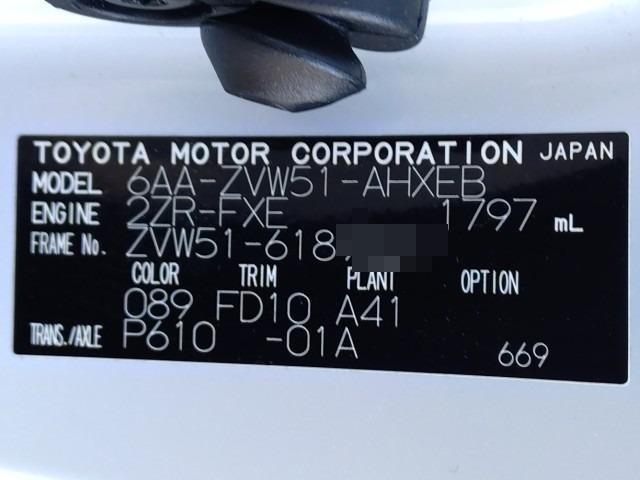 TOYOTA MOTOR CORPORATION JAPAN
MODEL 6AA-ZVW51-AHXEB
ENGINE 2ZR-FXE 1797 mL
FRAME No. ZVW51-618
COLOR TRIM PLANT OPTION
089 FD10 A41
TRANS./AXLE P610 -01A 669